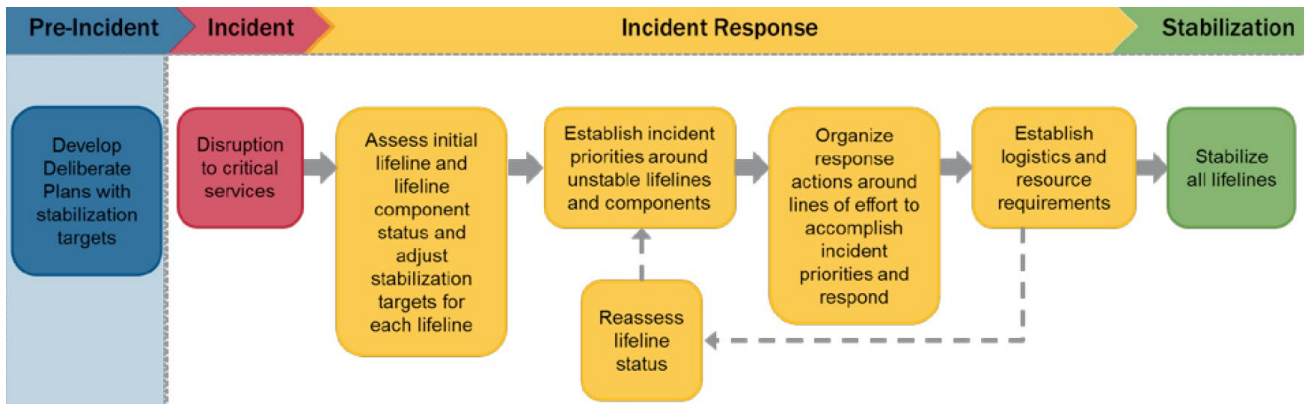 Pre-Incident
Incident
Incident Response
Stabilization
Develop
Deliberate
Plans with
stabilization
targets
Disruption
to critical
services
Assess initial
lifeline and
lifeline
component
status and
adjust
stabilization
targets for
each lifeline
Establish incident
priorities around
unstable lifelines
and components
Organize
response
actions around
lines of effort to
accomplish
incident
priorities and
respond
Establish
logistics and
resource
requirements
Stabilize
all lifelines
Reassess
lifeline
status